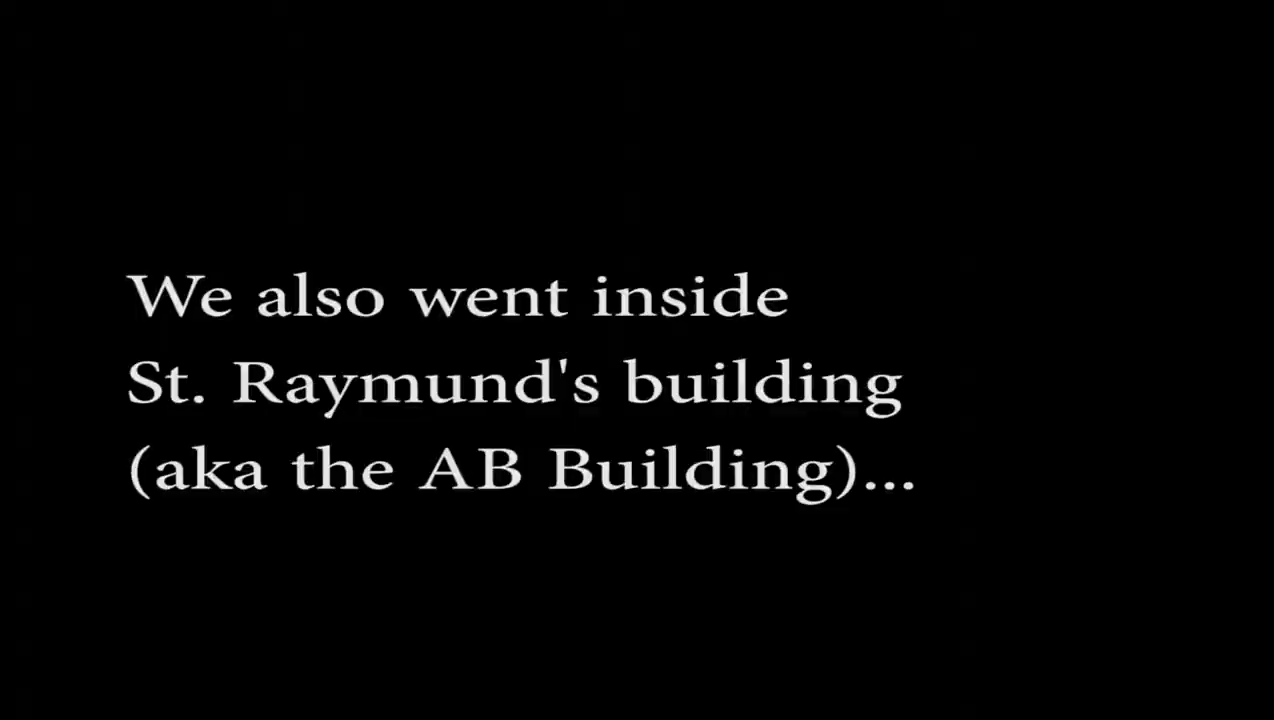 We also went inside
St. Raymund's building
(aka the AB Building)...